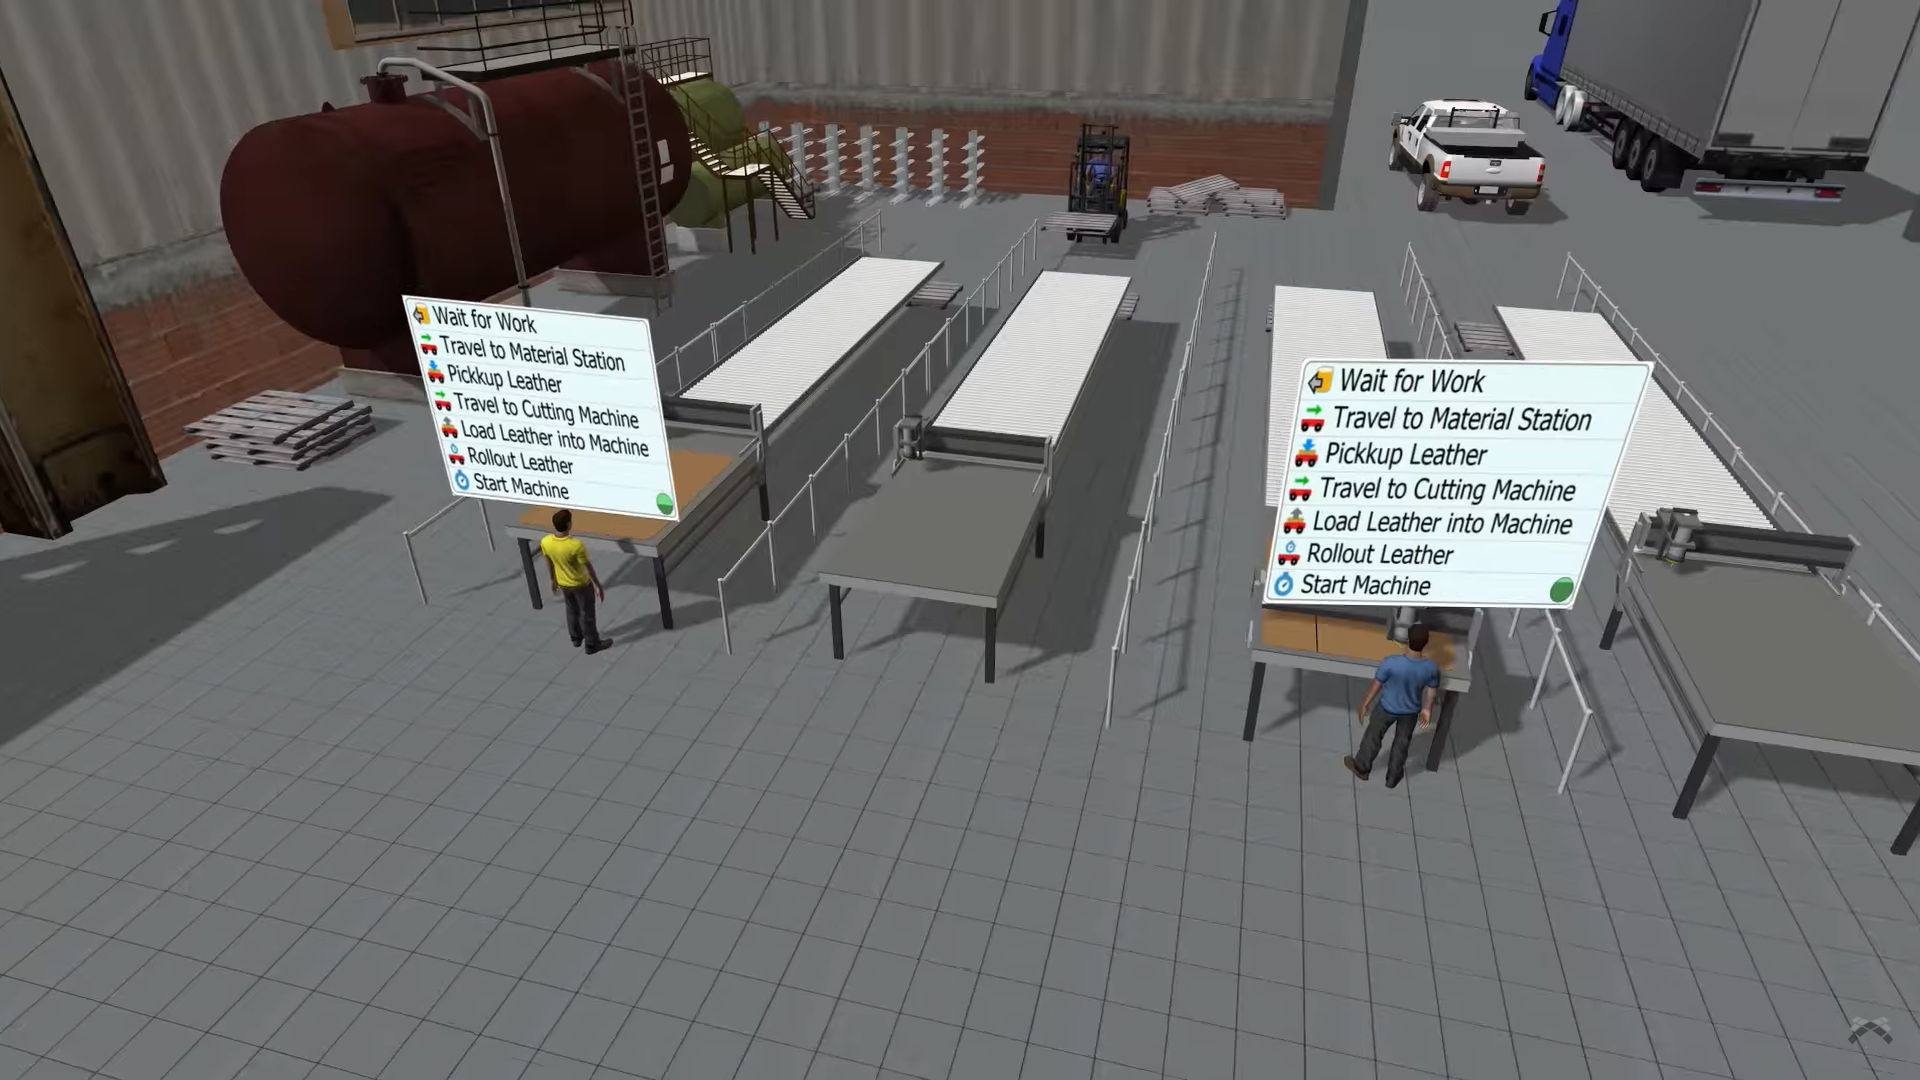 Wait for Work
Travel to Material Station
Pickkup Leather
Travel to Cutting Machine
Load Leather into Machine
Rollout Leather
Start Machine
Wait for Work
Travel to Material Station
Pickkup Leather
Travel to Cutting Machine
Load Leather into Machine
Rollout Leather
Start Machine